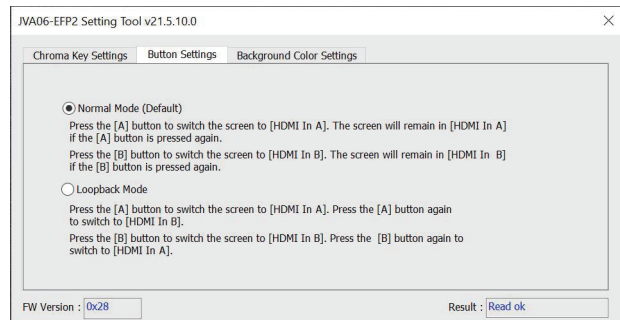 JVA06-EFP2 Setting Tool v21.5.10.0
Chroma Key Settings Button Settings Background Color Settings
Normal Mode (Default)
Press the [A] button to switch the screen to [HDMI In A]. The screen will remain in [HDMI In A]
if the [A] button is pressed again.
Press the [B] button to switch the screen to [HDMI In B]. The screen will remain in [HDMI In B]
if the [B] button is pressed again.
Loopback Mode
Press the [A] button to switch the screen to [HDMI In A]. Press the [A] button again
to switch to [HDMI In B].
Press the [B] button to switch the screen to [HDMI In B]. Press the [B] button again to
switch to [HDMI In A].
FW Version : 0x28 Result : Read ok